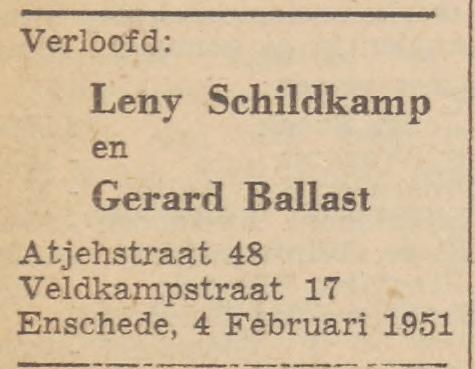 Verloofd:
Leny Schildkamp
en
Gerard Ballast
Atjehstraat 48
Veldkampstraat 17
Enschede, 4 Februari 1951